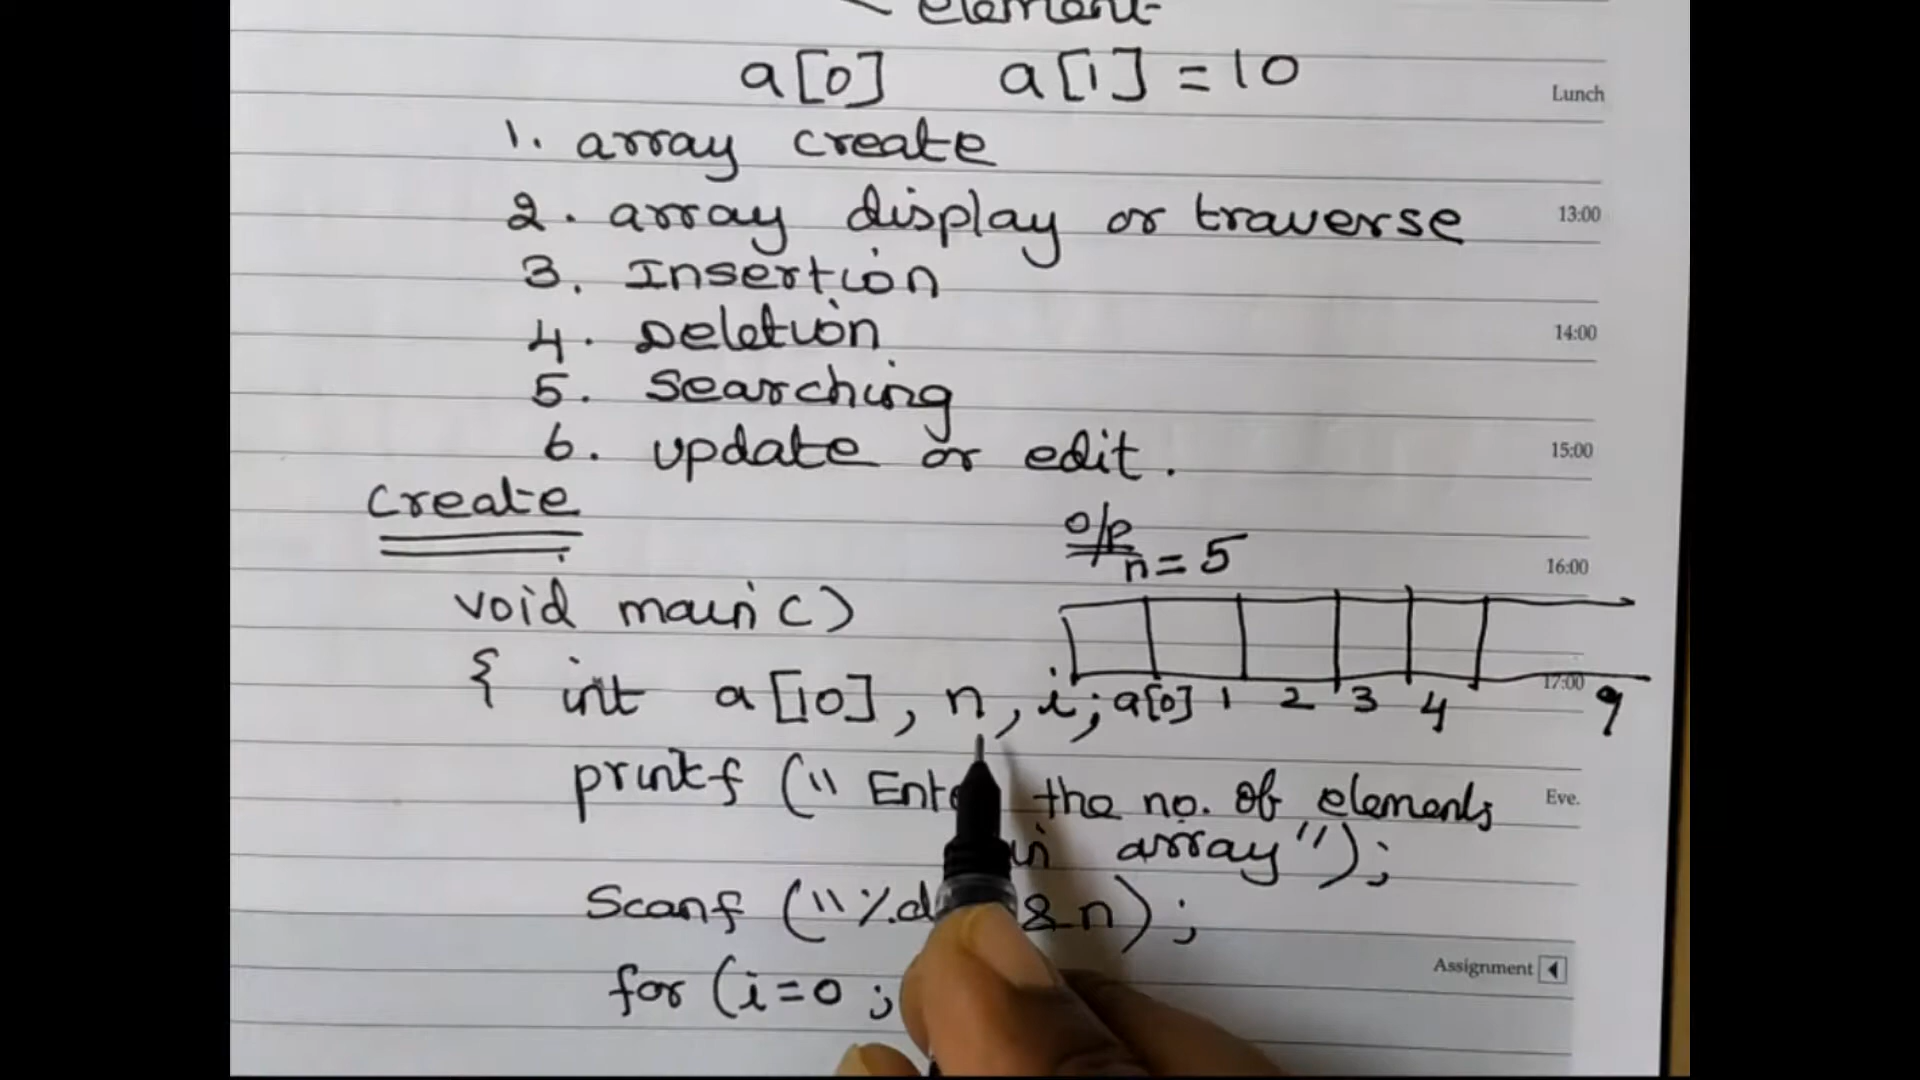 element
a[0] a[1] = 10
Lunch
1. array create
2. array display or traverse
13:00
3. Insertion
4. Deletion
14:00
5. Searching
6. update or edit.
15:00
create
o/p
n = 5
16:00
void main()
{ int a[10], n, i;
a[0] 1 2 3 4 9
17:00
printf (" the no. of elements
Eve.
in array");
Scanf ("%d &n);
for (i=0;
Assignment